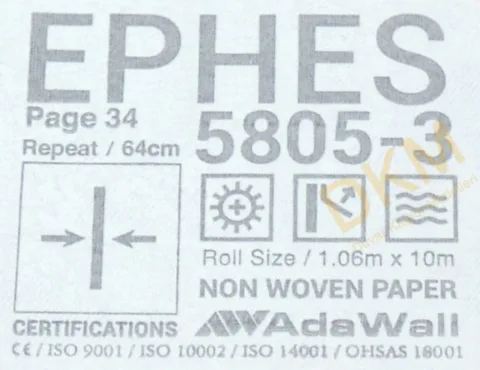 EPHES
Page 34
Repeat / 64cm
5805-3
Roll Size / 1.06m x 10m
NON WOVEN PAPER
CERTIFICATIONS
AdaWall
CE / ISO 9001 / ISO 10002 / ISO 14001 / OHSAS 18001
DKM